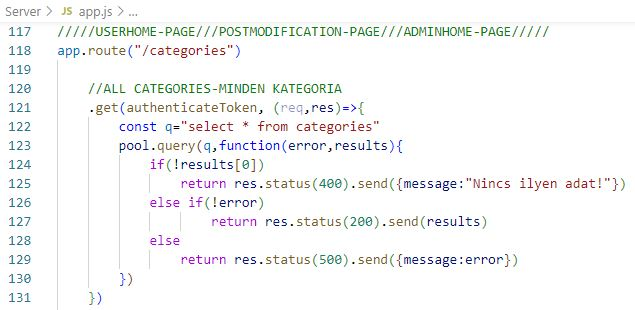 Server > JS app.js > ...
117 /////USERHOME-PAGE///POSTMODIFICATION-PAGE///ADMINHOME-PAGE/////
118 app.route("/categories")
119
120     //ALL CATEGORIES-MINDEN KATEGORIA
121     .get(authenticateToken, (req,res)=>{
122         const q="select * from categories"
123         pool.query(q,function(error,results){
124             if(!results[0])
125                 return res.status(400).send({message:"Nincs ilyen adat!"})
126             else if(!error)
127                 return res.status(200).send(results)
128             else
129                 return res.status(500).send({message:error})
130         })
131     })